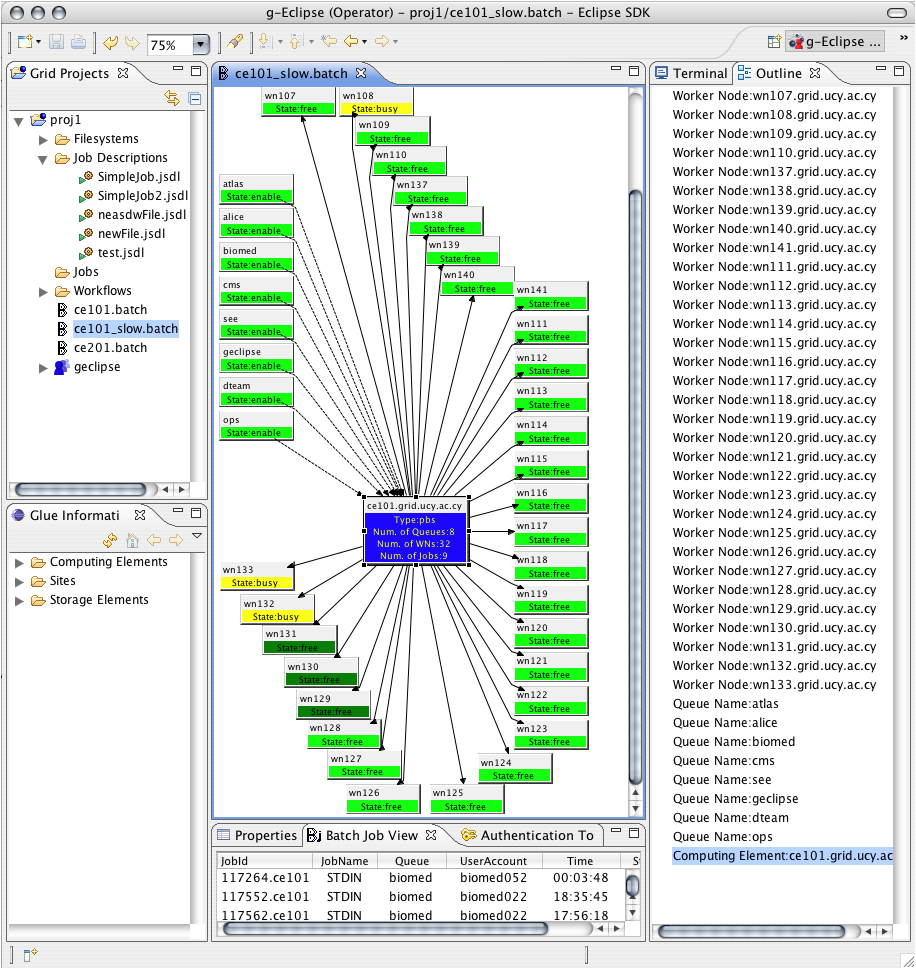 g-Eclipse (Operator) - proj1/ce101_slow.batch - Eclipse SDK
75%
g-Eclipse ...
»
Grid Projects
proj1
Filesystems
Job Descriptions
SimpleJob.jsdl
SimpleJob2.jsdl
neasdwFile.jsdl
newFile.jsdl
test.jsdl
Jobs
Workflows
ce101.batch
ce101_slow.batch
ce201.batch
geclipse
Glue Informati
Computing Elements
Sites
Storage Elements
ce101_slow.batch
wn107
State:free
wn108
State:busy
wn109
State:free
wn110
State:free
wn137
State:free
wn138
State:free
wn139
State:free
wn140
State:free
wn141
State:free
wn111
State:free
wn112
State:free
wn113
State:free
wn114
State:free
wn115
State:free
wn116
State:free
wn117
State:free
wn118
State:free
wn119
State:free
wn120
State:free
wn121
State:free
wn122
State:free
wn123
State:free
wn124
State:free
wn125
State:free
wn126
State:free
wn127
State:free
wn128
State:free
wn129
State:free
wn130
State:free
wn131
State:free
wn132
State:busy
wn133
State:busy
atlas
State:enable
alice
State:enable
biomed
State:enable
cms
State:enable
see
State:enable
geclipse
State:enable
dteam
State:enable
ops
State:enable
ce101.grid.ucy.ac.cy
Type:pbs
Num. of Queues:8
Num. of WNs:32
Num. of Jobs:9
Properties
Batch Job View
Authentication To
JobId JobName Queue UserAccount Time S
117264.ce101 STDIN biomed biomed052 00:03:48
117552.ce101 STDIN biomed biomed022 18:35:45
117562.ce101 STDIN biomed biomed022 17:56:18
Terminal
Outline
Worker Node:wn107.grid.ucy.ac.cy
Worker Node:wn108.grid.ucy.ac.cy
Worker Node:wn109.grid.ucy.ac.cy
Worker Node:wn110.grid.ucy.ac.cy
Worker Node:wn137.grid.ucy.ac.cy
Worker Node:wn138.grid.ucy.ac.cy
Worker Node:wn139.grid.ucy.ac.cy
Worker Node:wn140.grid.ucy.ac.cy
Worker Node:wn141.grid.ucy.ac.cy
Worker Node:wn111.grid.ucy.ac.cy
Worker Node:wn112.grid.ucy.ac.cy
Worker Node:wn113.grid.ucy.ac.cy
Worker Node:wn114.grid.ucy.ac.cy
Worker Node:wn115.grid.ucy.ac.cy
Worker Node:wn116.grid.ucy.ac.cy
Worker Node:wn117.grid.ucy.ac.cy
Worker Node:wn118.grid.ucy.ac.cy
Worker Node:wn119.grid.ucy.ac.cy
Worker Node:wn120.grid.ucy.ac.cy
Worker Node:wn121.grid.ucy.ac.cy
Worker Node:wn122.grid.ucy.ac.cy
Worker Node:wn123.grid.ucy.ac.cy
Worker Node:wn124.grid.ucy.ac.cy
Worker Node:wn125.grid.ucy.ac.cy
Worker Node:wn126.grid.ucy.ac.cy
Worker Node:wn127.grid.ucy.ac.cy
Worker Node:wn128.grid.ucy.ac.cy
Worker Node:wn129.grid.ucy.ac.cy
Worker Node:wn130.grid.ucy.ac.cy
Worker Node:wn131.grid.ucy.ac.cy
Worker Node:wn132.grid.ucy.ac.cy
Worker Node:wn133.grid.ucy.ac.cy
Queue Name:atlas
Queue Name:alice
Queue Name:biomed
Queue Name:cms
Queue Name:see
Queue Name:geclipse
Queue Name:dteam
Queue Name:ops
Computing Element:ce101.grid.ucy.ac